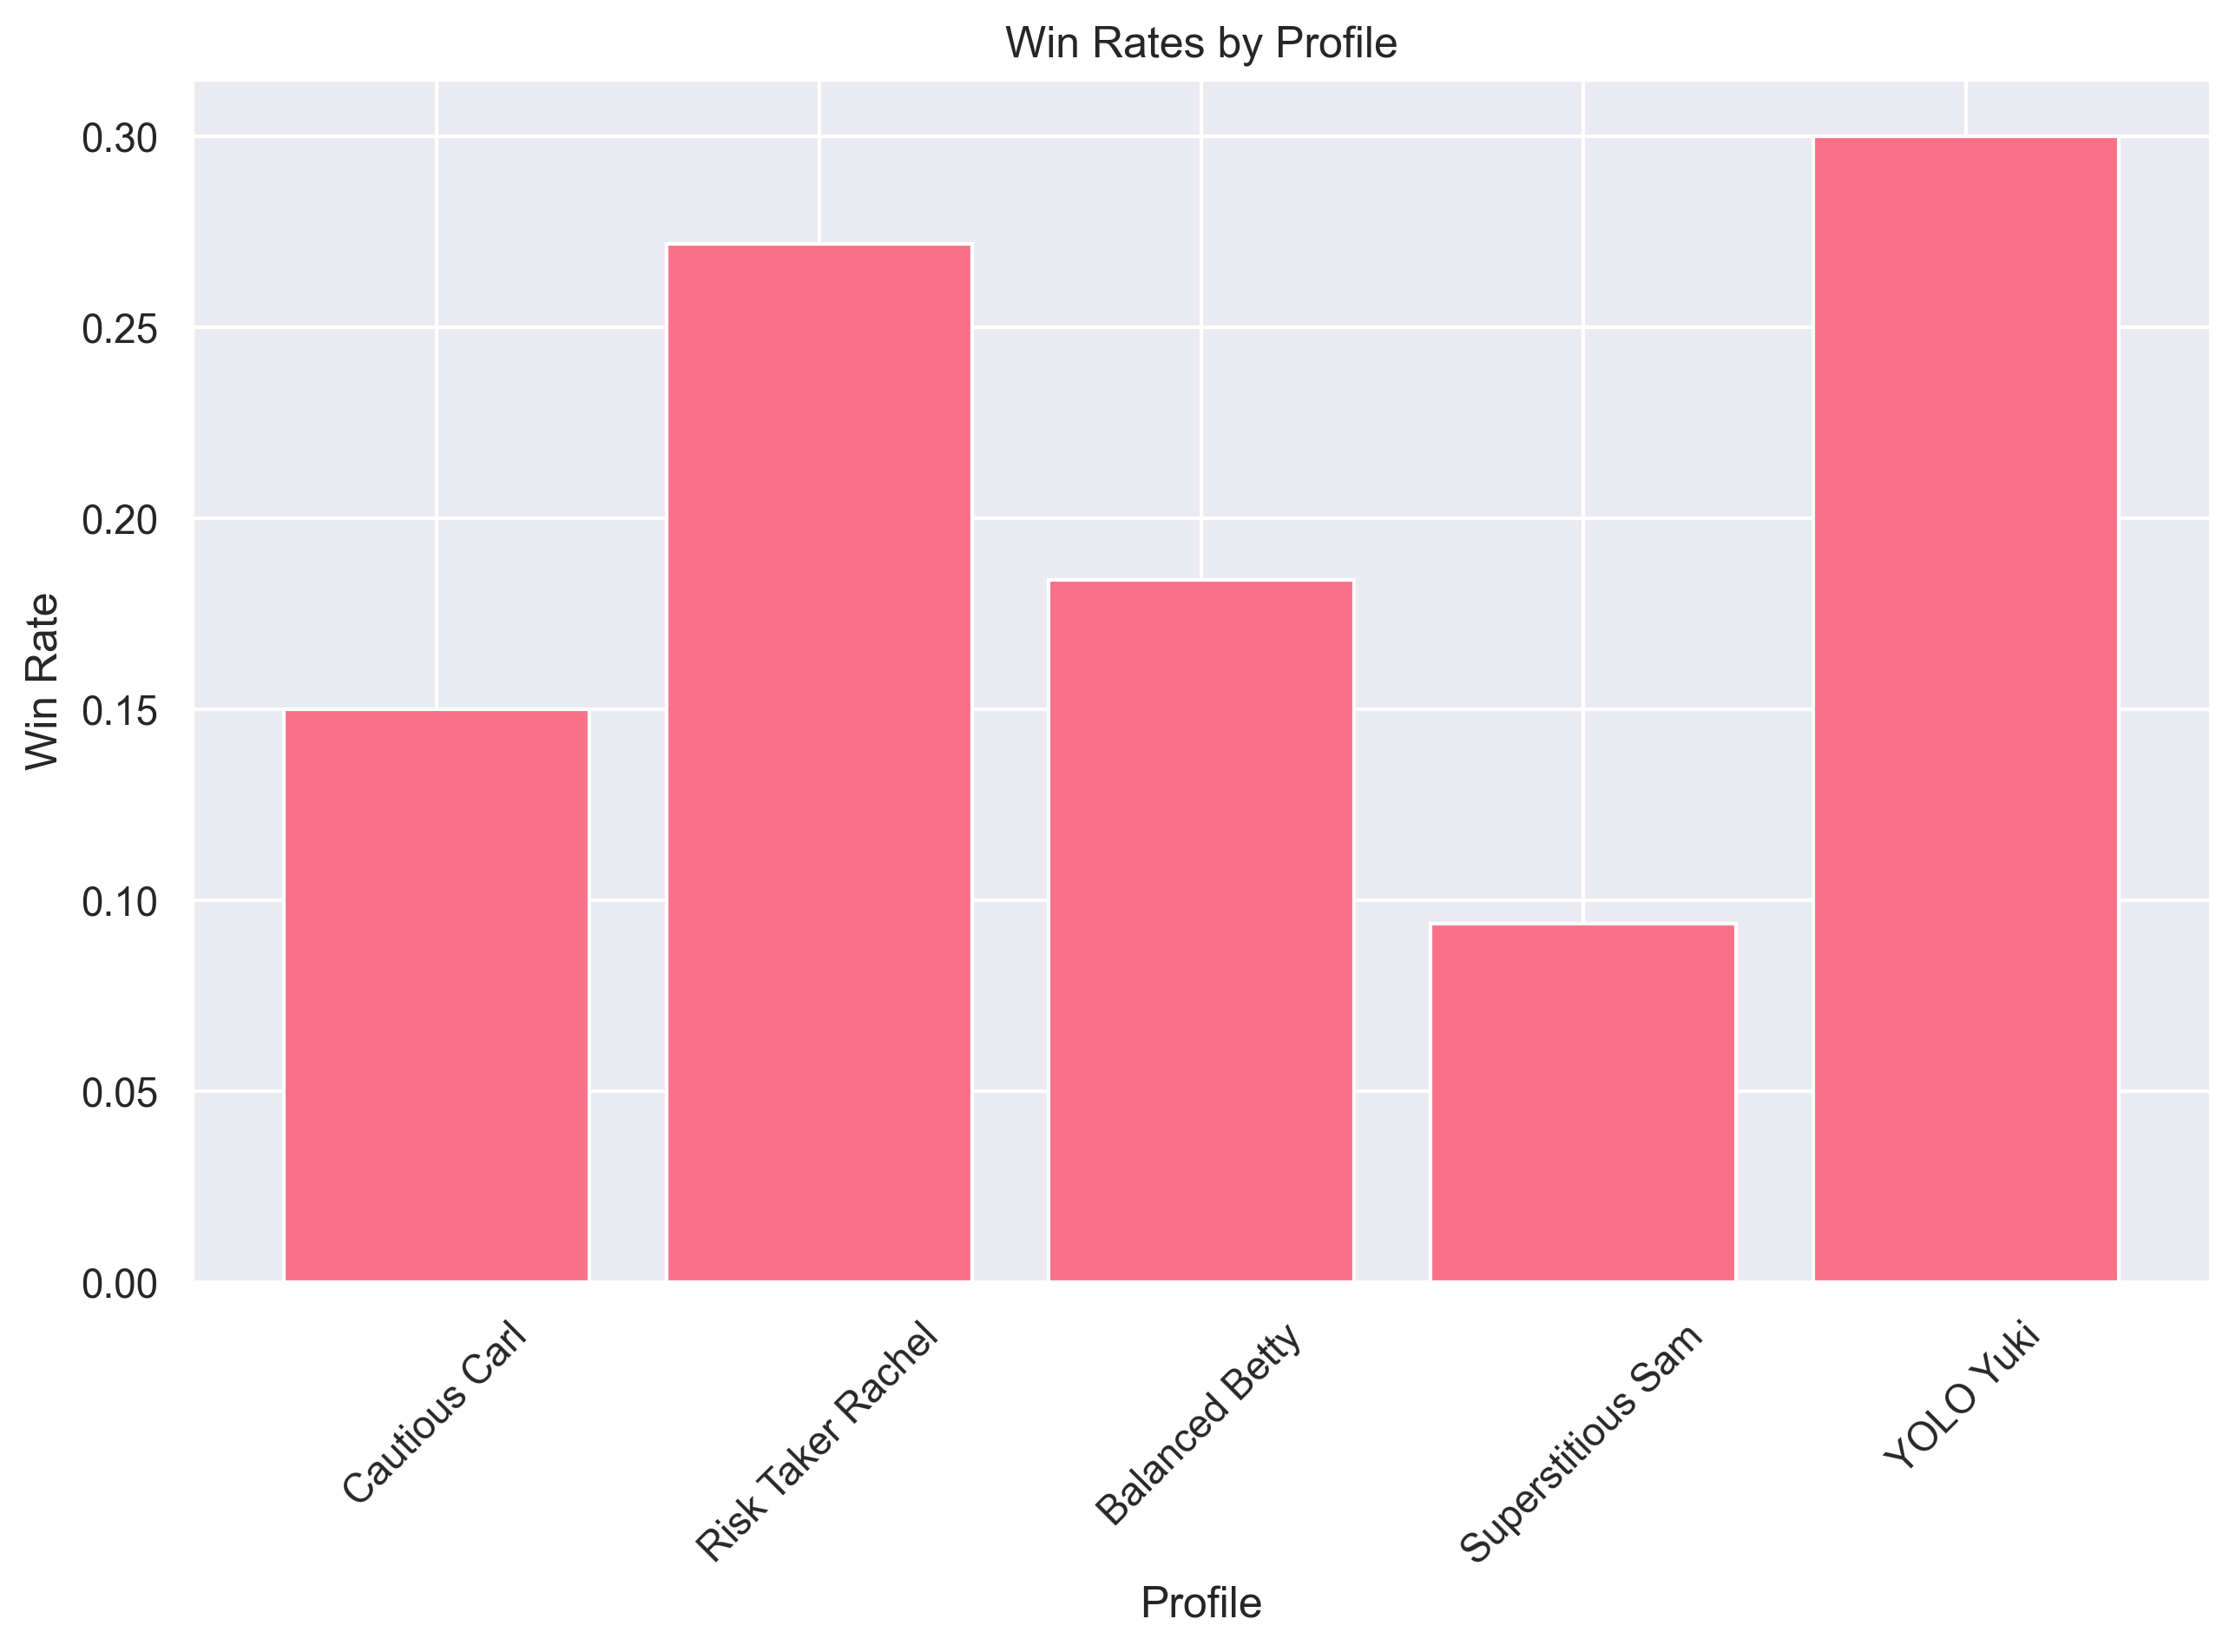 Win Rates by Profile
Win Rate
0.30
0.25
0.20
0.15
0.10
0.05
0.00
Cautious Carl
Risk Taker Rachel
Balanced Betty
Superstitious Sam
YOLO Yuki
Profile